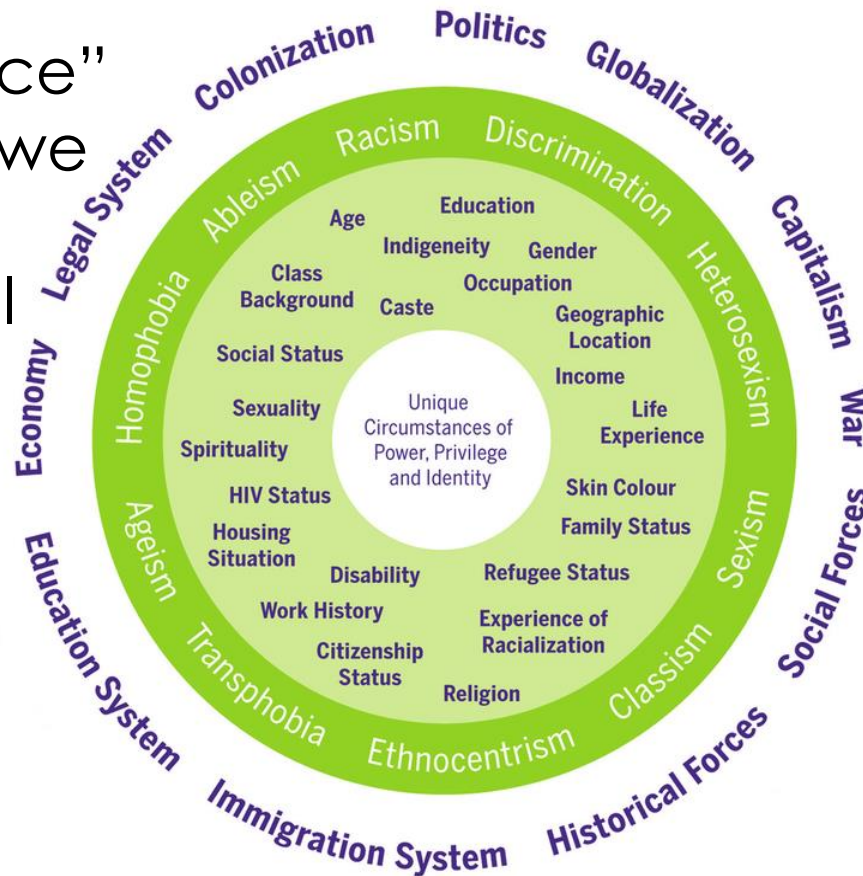 ce”
we
l
Politics
Globalization
Capitalism
War
Social Forces
Historical Forces
Immigration System
Education System
Economy
Legal System
Colonization
Racism
Discrimination
Heterosexism
Sexism
Classism
Ethnocentrism
Transphobia
Ageism
Homophobia
Ableism
Age
Education
Indigeneity
Gender
Class
Background
Occupation
Caste
Geographic
Location
Social Status
Income
Sexuality
Life
Experience
Spirituality
HIV Status
Skin Colour
Housing
Situation
Family Status
Disability
Refugee Status
Work History
Experience of
Racialization
Citizenship
Status
Religion
Unique
Circumstances of
Power, Privilege
and Identity